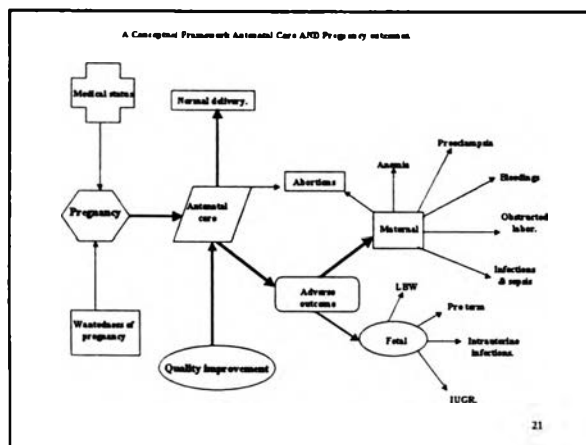 A Conceptual Framework Antenatal Care AND Pregnancy outcomes
Medical status
Normal delivery.
Preeclampsia
Anemia
Bleedings
Abortions
Pregnancy
Antenatal
care
Maternal
Obstructed
labor.
Infections
& sepsis
Adverse
outcome
LBW
Pre term
Wantedness of
pregnancy
Fetal
Intrauterine
infections.
Quality improvement
IUGR.
21